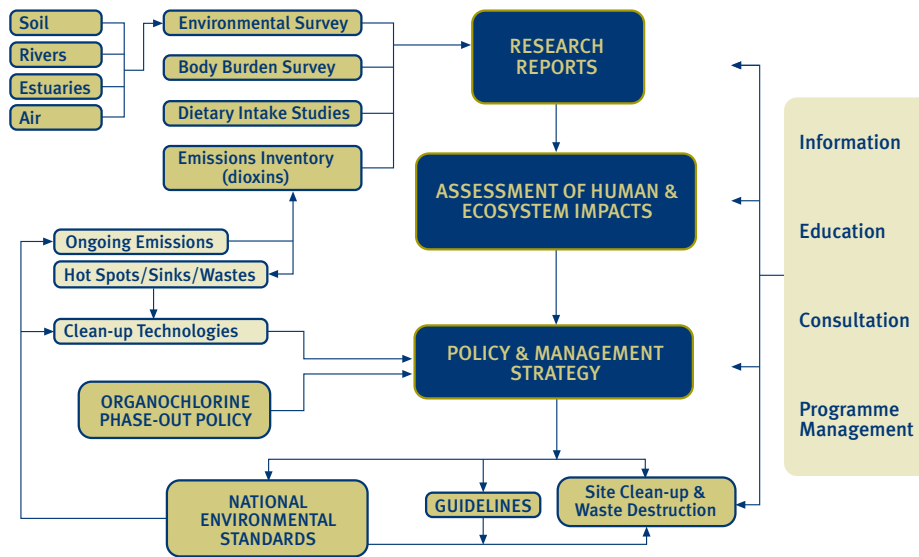 Soil
Rivers
Estuaries
Air
Environmental Survey
Body Burden Survey
Dietary Intake Studies
Emissions Inventory
(dioxins)
Ongoing Emissions
Hot Spots/Sinks/Wastes
Clean-up Technologies
ORGANOCHLORINE
PHASE-OUT POLICY
RESEARCH
REPORTS
ASSESSMENT OF HUMAN &
ECOSYSTEM IMPACTS
POLICY & MANAGEMENT
STRATEGY
NATIONAL
ENVIRONMENTAL
STANDARDS
GUIDELINES
Site Clean-up &
Waste Destruction
Information
Education
Consultation
Programme
Management